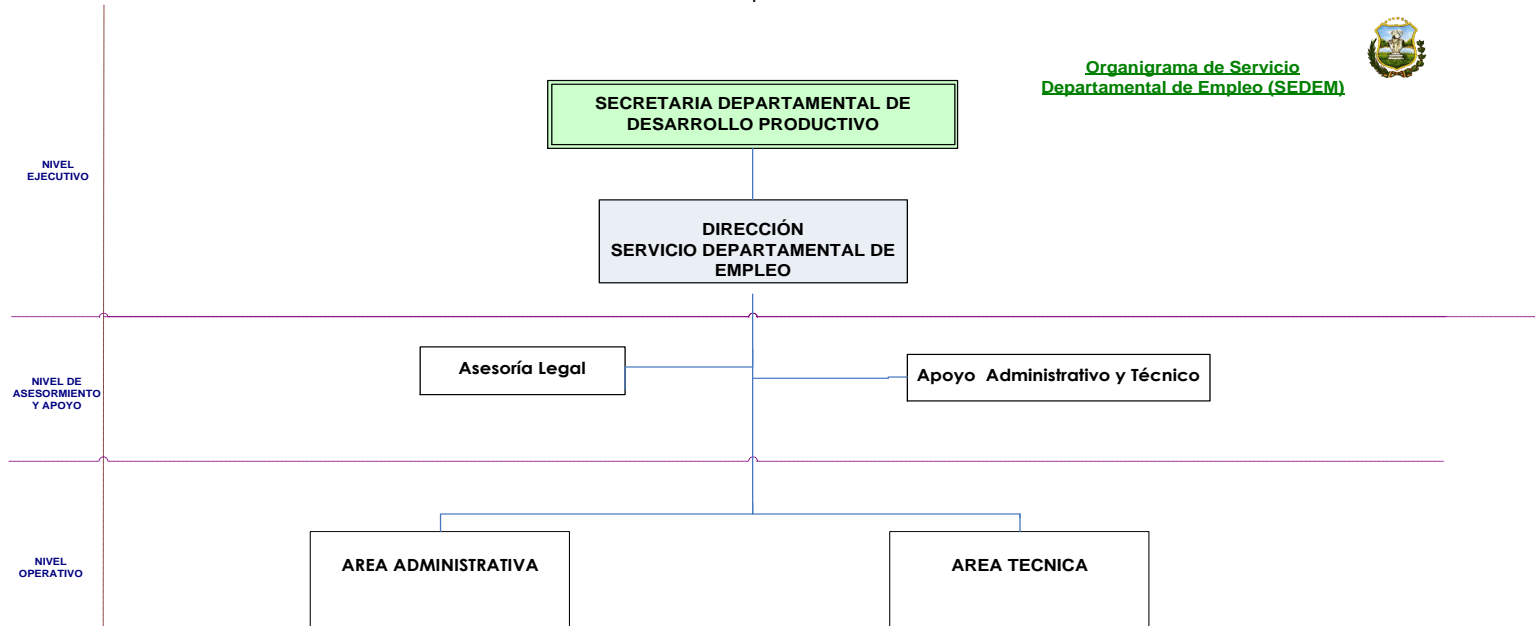 Organigrama de Servicio
Departamental de Empleo (SEDEM)
SECRETARIA DEPARTAMENTAL DE
DESARROLLO PRODUCTIVO
NIVEL
EJECUTIVO
DIRECCIÓN
SERVICIO DEPARTAMENTAL DE
EMPLEO
Asesoría Legal
Apoyo Administrativo y Técnico
NIVEL DE
ASESORMIENTO
Y APOYO
NIVEL
OPERATIVO
AREA ADMINISTRATIVA
AREA TECNICA